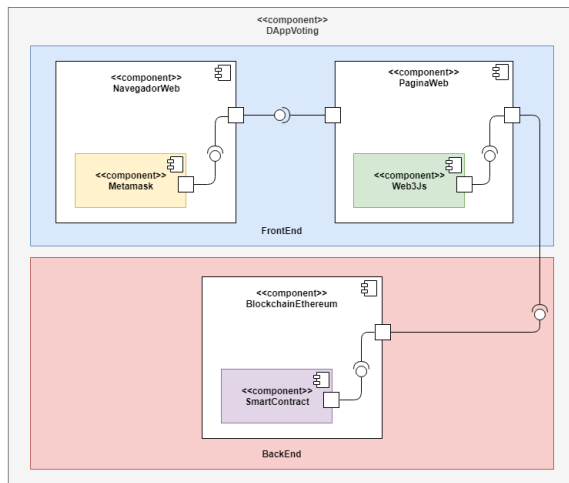 <<component>>
DAppVoting
<<component>>
NavegadorWeb
<<component>>
Metamask
<<component>>
PaginaWeb
<<component>>
Web3Js
FrontEnd
<<component>>
BlockchainEthereum
<<component>>
SmartContract
BackEnd